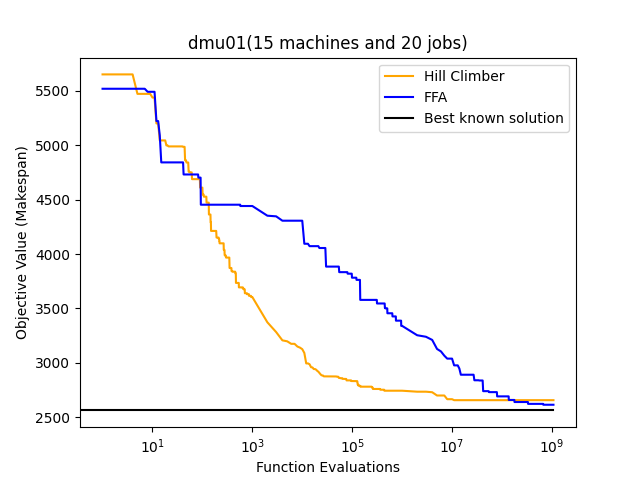 dmu01(15 machines and 20 jobs)
Hill Climber
FFA
Best known solution
Objective Value (Makespan)
5500
5000
4500
4000
3500
3000
2500
10^1
10^3
10^5
10^7
10^9
Function Evaluations